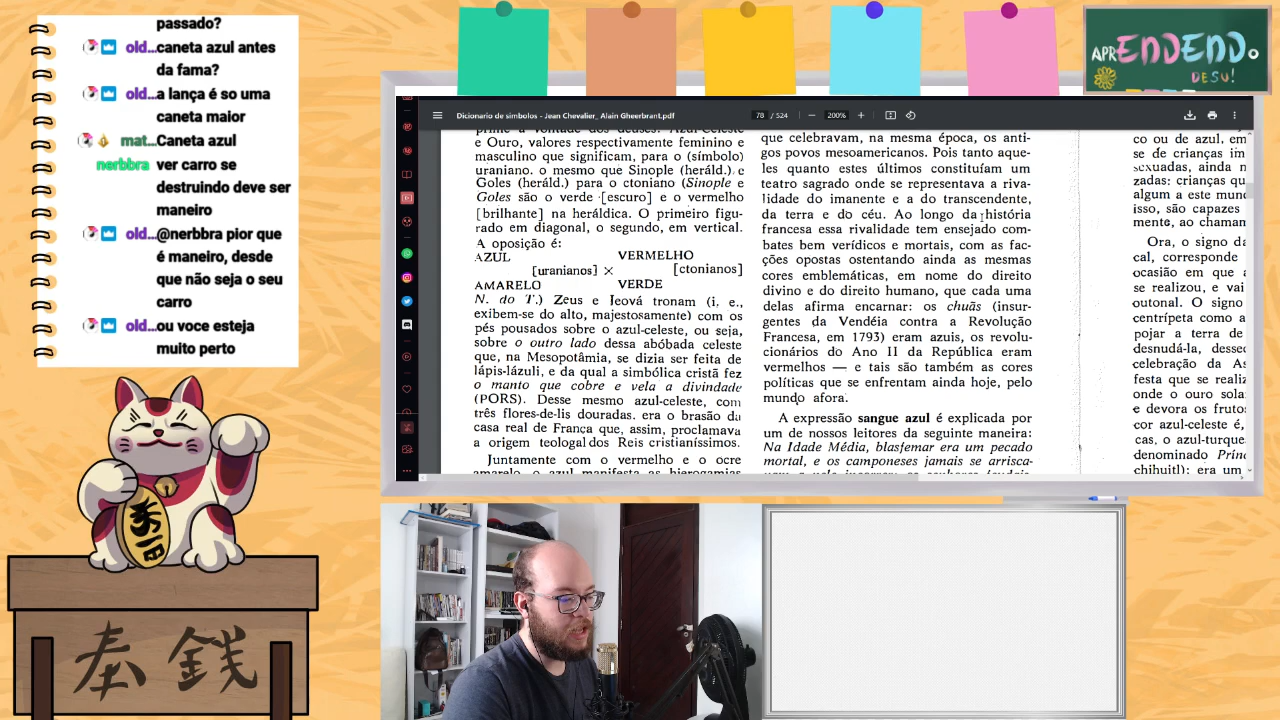 passado?
old...caneta azul antes
da fama?
old...a lança é so uma
caneta maior
mat...Caneta azul
nerbbra ver carro se
destruindo deve ser
maneiro
old...@nerbbra pior que
é maneiro, desde
que não seja o seu
carro
old...ou voce esteja
muito perto
奉銭
APRENDENDO
DESU!
Dicionario de simbolos - Jean Chevalier_ Alain Gheerbrant.pdf
78 / 524
200%
prime a vontade dos deuses. Azul-Celeste
e Ouro, valores respectivamente feminino e
masculino que significam, para o (símbolo)
uraniano, o mesmo que Sinople (heráld.) e
Goles (heráld.) para o ctoniano (Sinople e
Goles são o verde [escuro] e o vermelho
[brilhante] na heráldica. O primeiro figu-
rado em diagonal, o segundo, em vertical.
A oposição é:
AZUL VERMELHO
[uranianos] × [ctonianos]
AMARELO VERDE
N. do T.) Zeus e Jeová tronam (i. e.,
exibem-se do alto, majestosamente) com os
pés pousados sobre o azul-celeste, ou seja,
sobre o outro lado dessa abóbada celeste
que, na Mesopotâmia, se dizia ser feita de
lápis-lázuli, e da qual a simbólica cristã fez
o manto que cobre e vela a divindade
(PORS). Desse mesmo azul-celeste, com
três flores-de-lis douradas, era o brasão da
casa real de França que, assim, proclamava
a origem teologal dos Reis cristianíssimos.
Juntamente com o vermelho e o ocre
amarelo, o azul manifesta as hierogamias
que celebravam, na mesma época, os anti-
gos povos mesoamericanos. Pois tanto aque-
les quanto estes últimos constituíam um
teatro sagrado onde se representava a riva-
lidade do imanente e a do transcendente,
da terra e do céu. Ao longo da história
francesa essa rivalidade tem ensejado com-
bates bem verídicos e mortais, com as fac-
ções opostas ostentando ainda as mesmas
cores emblemáticas, em nome do direito
divino e do direito humano, que cada uma
delas afirma encarnar: os chuãs (insur-
gentes da Vendéia contra a Revolução
Francesa, em 1793) eram azuis, os revolu-
cionários do Ano II da República eram
vermelhos — e tais são também as cores
políticas que se enfrentam ainda hoje, pelo
mundo afora.
A expressão sangue azul é explicada por
um de nossos leitores da seguinte maneira:
Na Idade Média, blasfemar era um pecado
mortal, e os camponeses jamais se arrisca-
co ou de azul, em
se de crianças im
sexuadas, ainda n
zadas: crianças qu
algum a este mund
isso, são capazes
mente, ao chaman
Ora, o signo da
cal, corresponde
ocasião em que a
se realizou, e vai
outonal. O signo
centrípeta como a
pojar a terra de
desnudá-la, dessec
celebração da As
festa que se realiz
onde o ouro sola
e devora os fruto
cor azul-celeste é,
cas, o azul-turque
denominado Prínc
chihuitl): era um